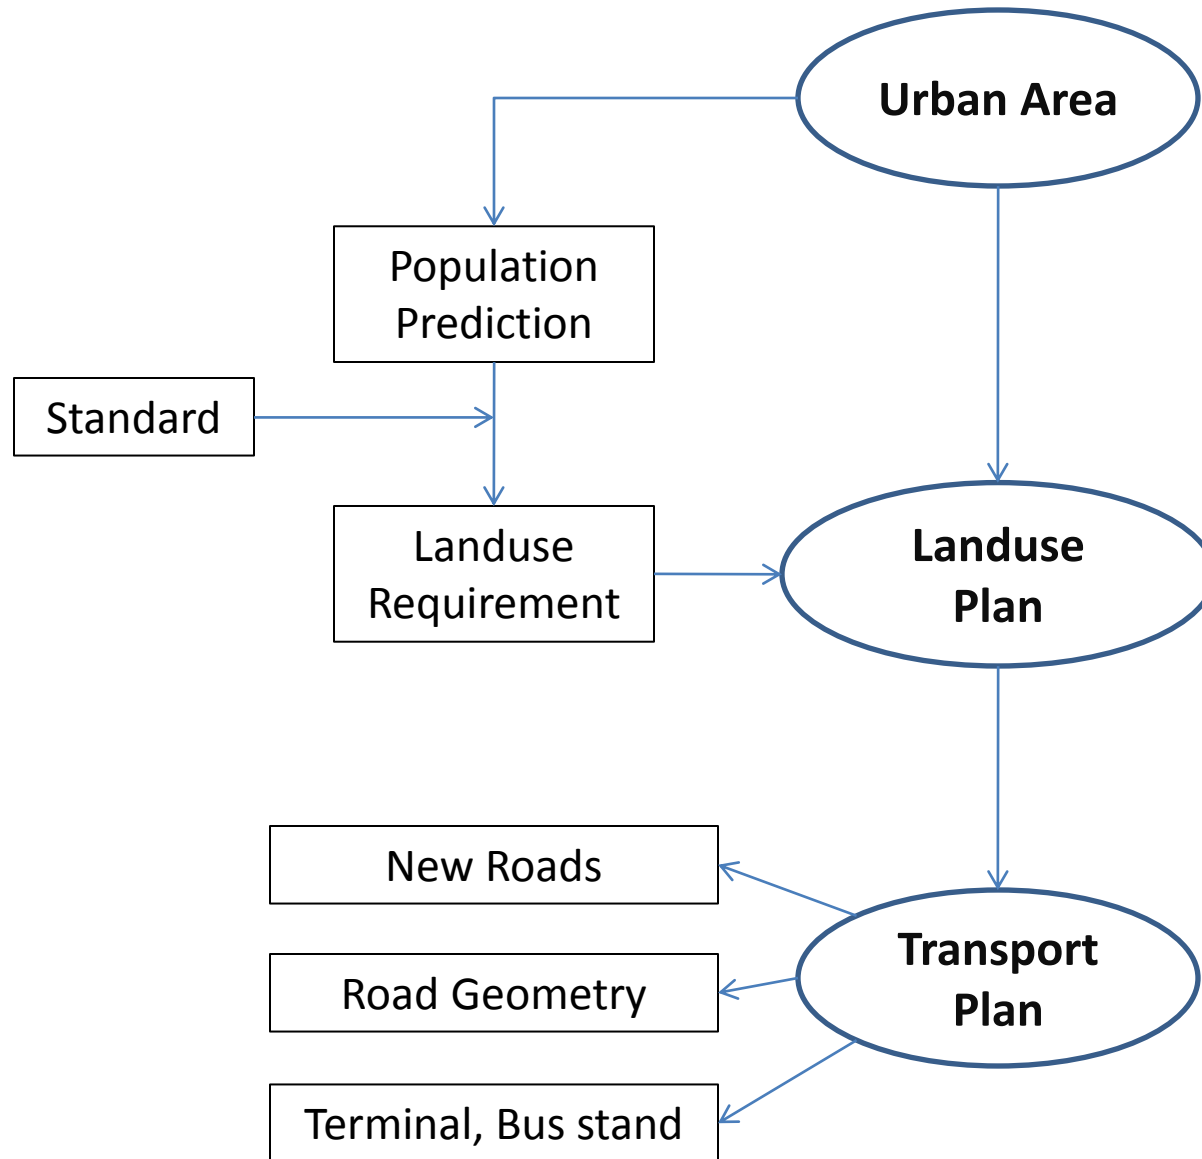 Urban Area
Population
Prediction
Standard
Landuse
Requirement
Landuse
Plan
New Roads
Transport
Plan
Road Geometry
Terminal, Bus stand